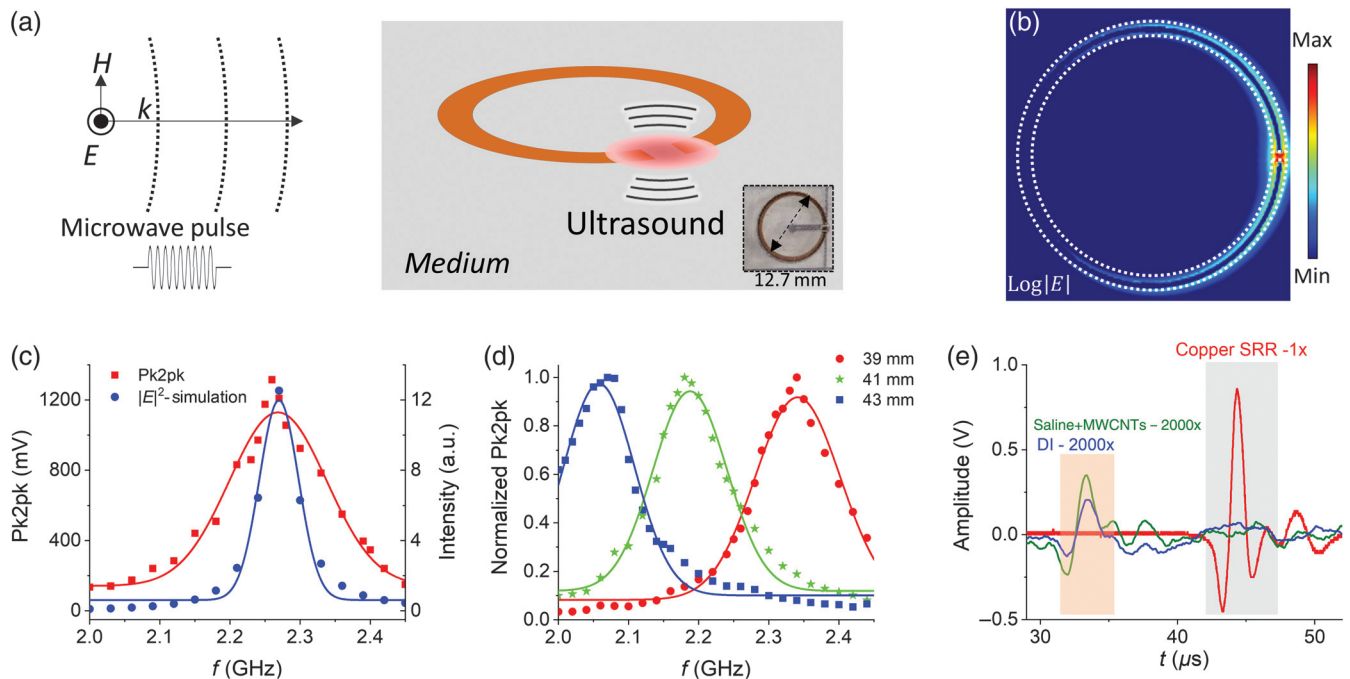 (a)
H
k
E
Microwave pulse
Ultrasound
Medium
12.7 mm
(b)
Max
Min
Log|E|
(c)
Pk2pk
|E|²-simulation
1200
800
400
0
Pk2pk (mV)
12
8
4
0
Intensity (a.u.)
2.0 2.1 2.2 2.3 2.4
f (GHz)
(d)
39 mm
41 mm
43 mm
1.0
0.8
0.6
0.4
0.2
0.0
Normalized Pk2pk
2.0 2.1 2.2 2.3 2.4
f (GHz)
(e)
Copper SRR -1x
Saline+MWCNTs – 2000x
DI - 2000x
1.0
0.5
0.0
–0.5
Amplitude (V)
30 40 50
t (μs)